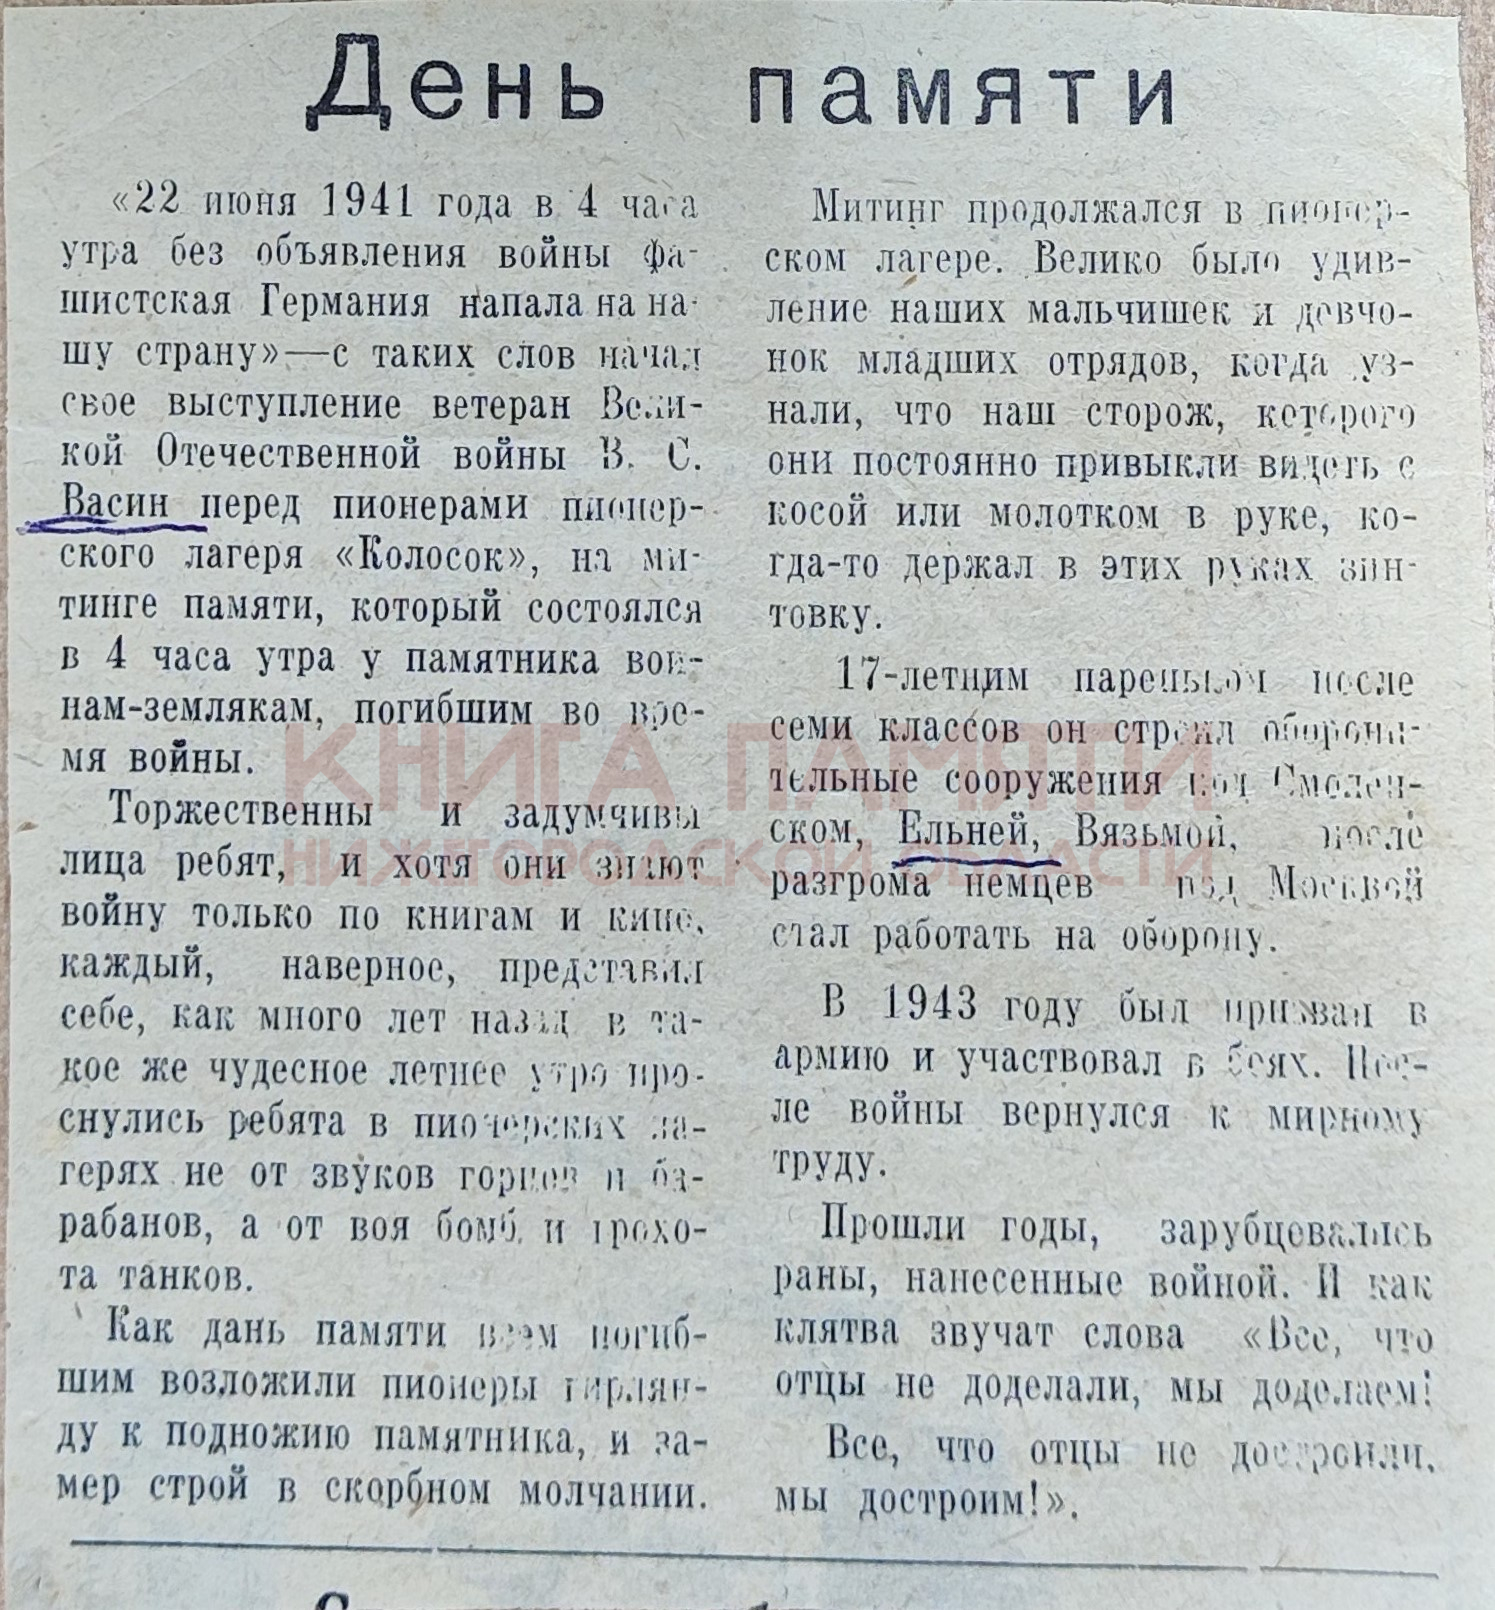 День памяти
«22 июня 1941 года в 4 часа
утра без объявления войны фа-
шистская Германия напала на на-
шу страну»—с таких слов начал
свое выступление ветеран Вели-
кой Отечественной войны В. С.
Васин перед пионерами пионер-
ского лагеря «Колосок», на ми-
тинге памяти, который состоялся
в 4 часа утра у памятника вои-
нам-землякам, погибшим во вре-
мя войны.
Торжественны и задумчивы
лица ребят, и хотя они знают
войну только по книгам и кино,
каждый, наверное, представил
себе, как много лет назад в та-
кое же чудесное летнее утро про-
снулись ребята в пионерских ла-
герях не от звуков горнов и ба-
рабанов, а от воя бомб и грохо-
та танков.
Как дань памяти всем погиб-
шим возложили пионеры гирлян-
ду к подножию памятника, и за-
мер строй в скорбном молчании.
Митинг продолжался в пионер-
ском лагере. Велико было удив-
ление наших мальчишек и девчо-
нок младших отрядов, когда уз-
нали, что наш сторож, которого
они постоянно привыкли видеть с
косой или молотком в руке, ко-
гда-то держал в этих руках вин-
товку.
17-летним пареньком после
семи классов он строил оборони-
тельные сооружения под Смолен-
ском, Ельней, Вязьмой, после
разгрома немцев под Москвой
стал работать на оборону.
В 1943 году был призван в
армию и участвовал в боях. Пос-
ле войны вернулся к мирному
труду.
Прошли годы, зарубцевались
раны, нанесенные войной. И как
клятва звучат слова «Все, что
отцы не доделали, мы доделаем!
Все, что отцы не достроили,
мы достроим!».
КНИГА ПАМЯТИ
НИЖЕГОРОДСКОЙ ОБЛАСТИ